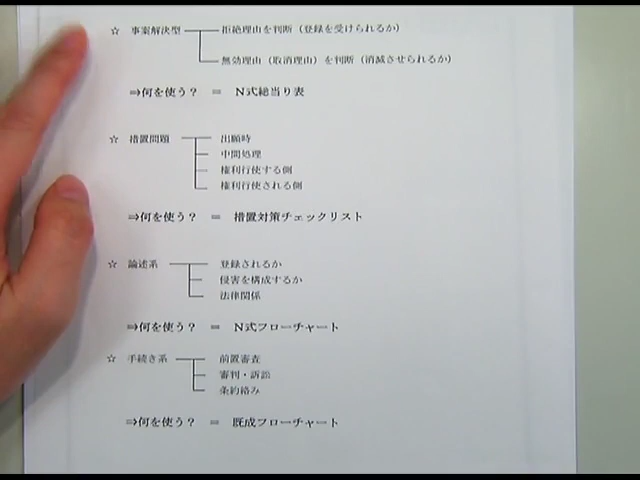 ☆ 事案解決型 拒絶理由を判断（登録を受けられるか）
無効理由（取消理由）を判断（消滅させられるか）
⇒何を使う？ ＝ Ｎ式総当り表
☆ 措置問題 出願時
中間処理
権利行使する側
権利行使される側
⇒何を使う？ ＝ 措置対策チェックリスト
☆ 論述系 登録されるか
侵害を構成するか
法律関係
⇒何を使う？ ＝ Ｎ式フローチャート
☆ 手続き系 前置審査
審判・訴訟
条約絡み
⇒何を使う？ ＝ 既成フローチャート